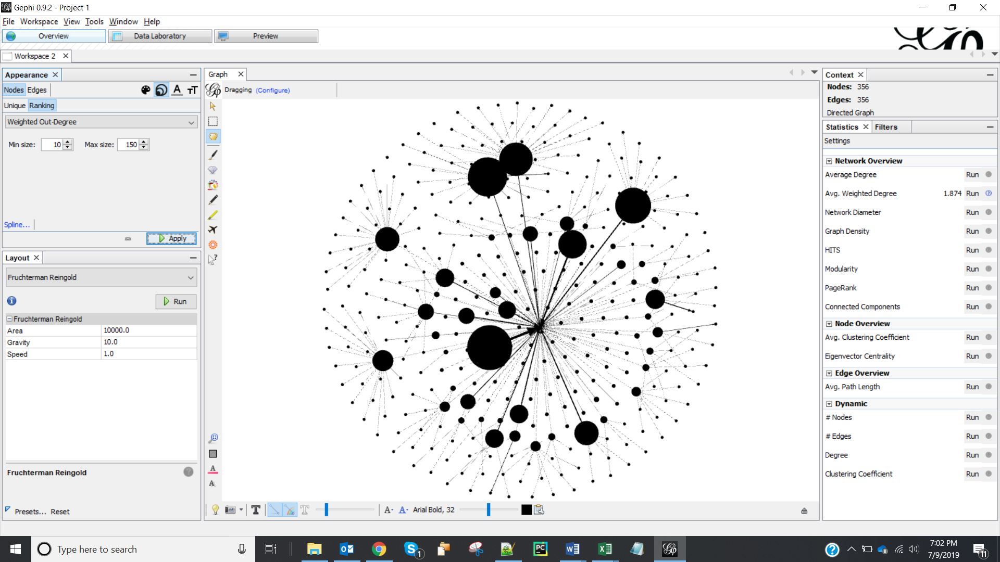 Gephi 0.9.2 - Project 1
File Workspace View Tools Window Help
Overview Data Laboratory Preview
Workspace 2
Appearance
Nodes Edges
Unique Ranking
Weighted Out-Degree
Min size: 10 Max size: 150
Spline...
Apply
Layout
Fruchterman Reingold
Run
Fruchterman Reingold
Area 10000.0
Gravity 10.0
Speed 1.0
Fruchterman Reingold
Presets... Reset
Graph
Dragging (Configure)
Arial Bold, 32
Context
Nodes: 356
Edges: 356
Directed Graph
Statistics Filters
Settings
Network Overview
Average Degree Run
Avg. Weighted Degree 1.874 Run
Network Diameter Run
Graph Density Run
HITS Run
Modularity Run
PageRank Run
Connected Components Run
Node Overview
Avg. Clustering Coefficient Run
Eigenvector Centrality Run
Edge Overview
Avg. Path Length Run
Dynamic
# Nodes Run
# Edges Run
Degree Run
Clustering Coefficient Run
Type here to search
1
PC
7:02 PM
7/9/2019
11